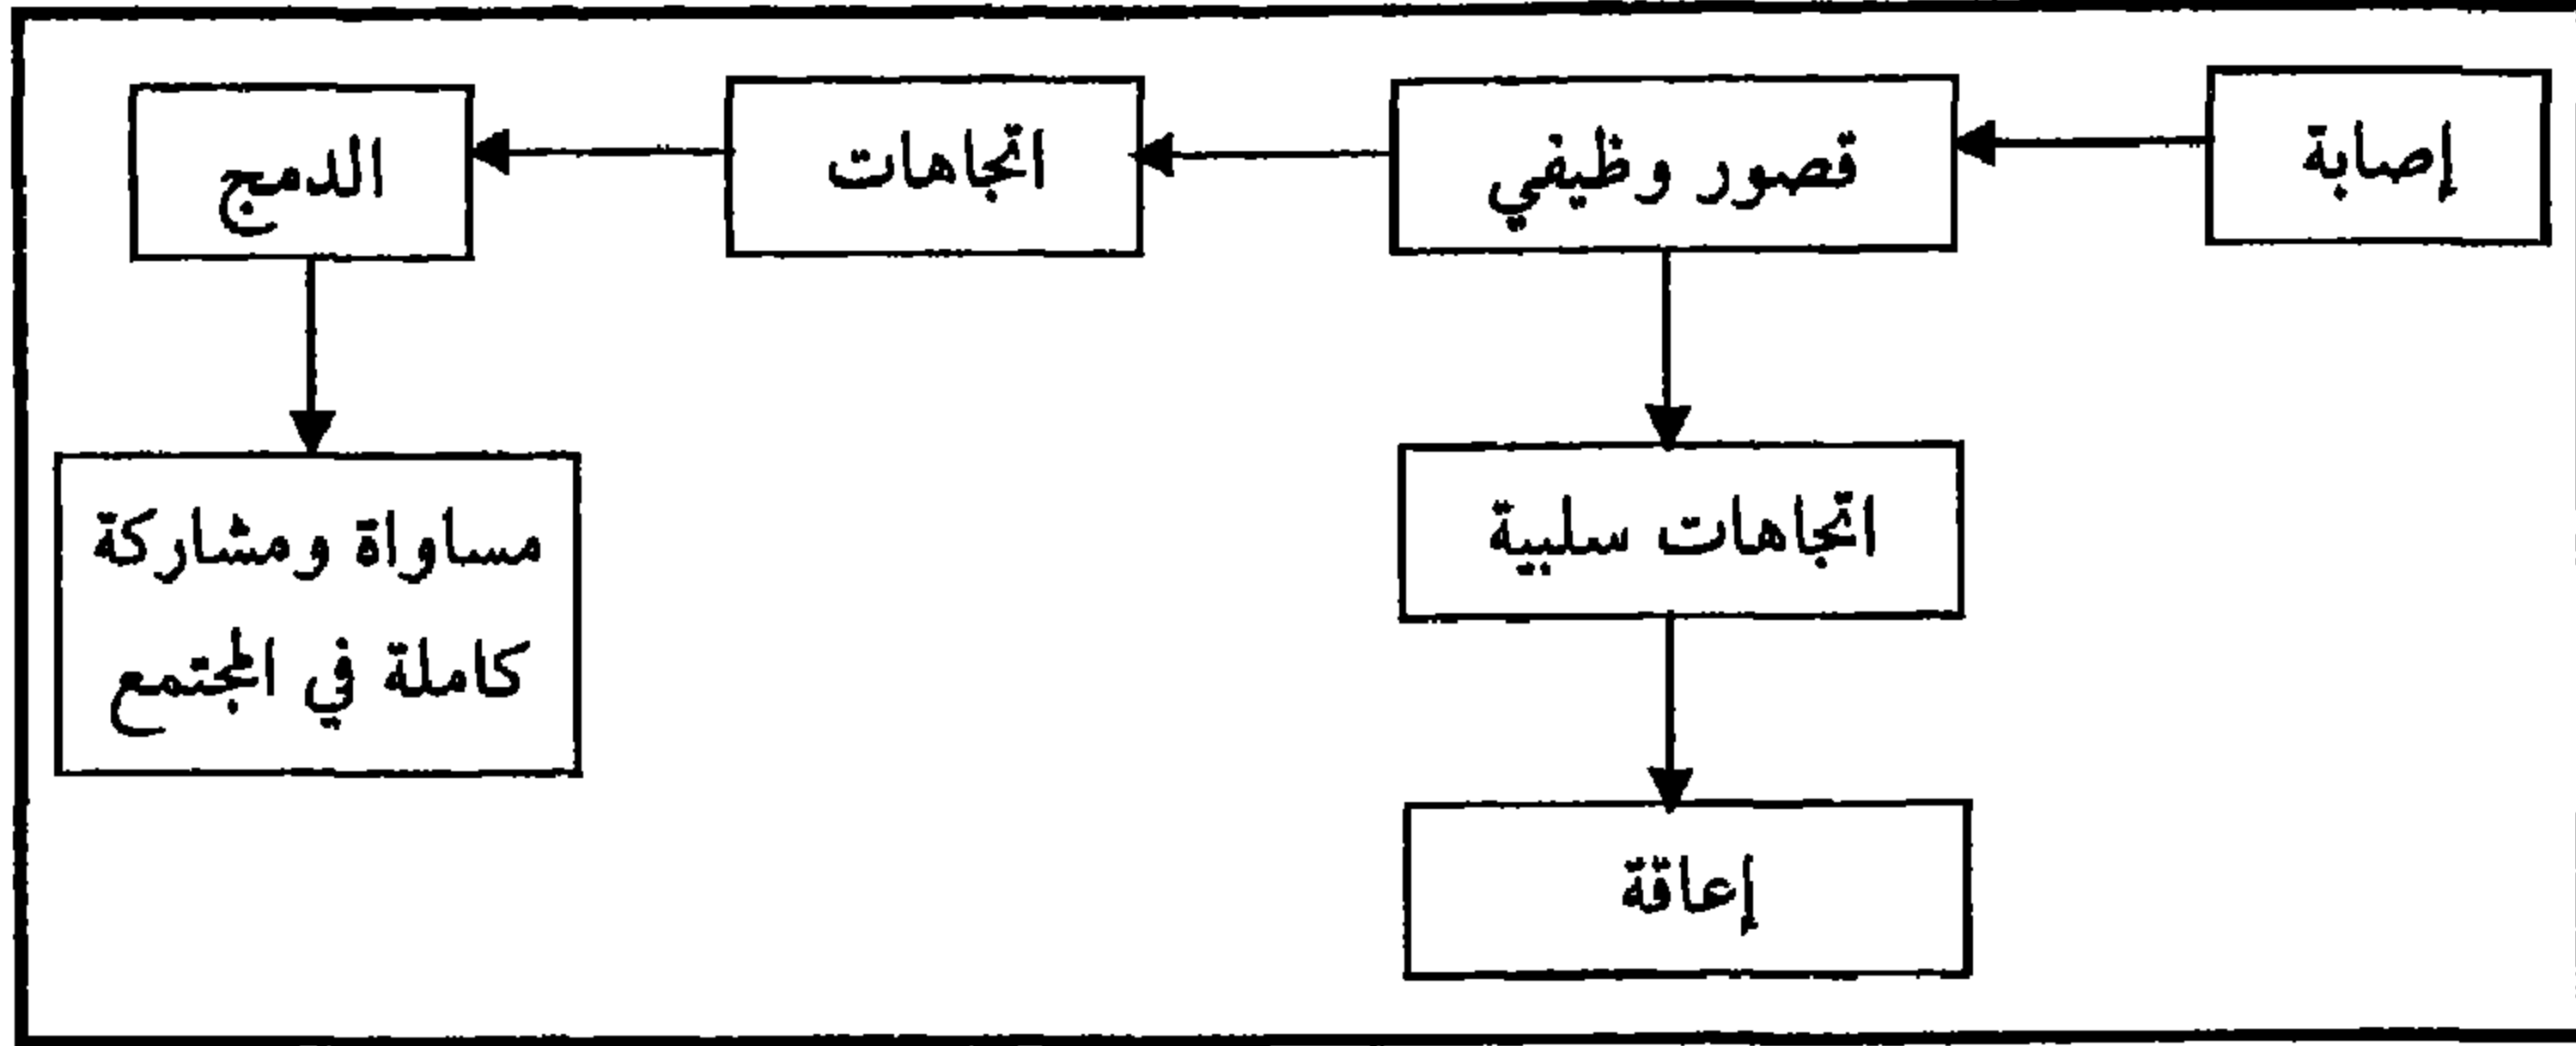 إصابة
قصور وظيفي
اتجاهات
الدمج
اتجاهات سلبية
إعاقة
مساواة ومشاركة
كاملة في المجتمع